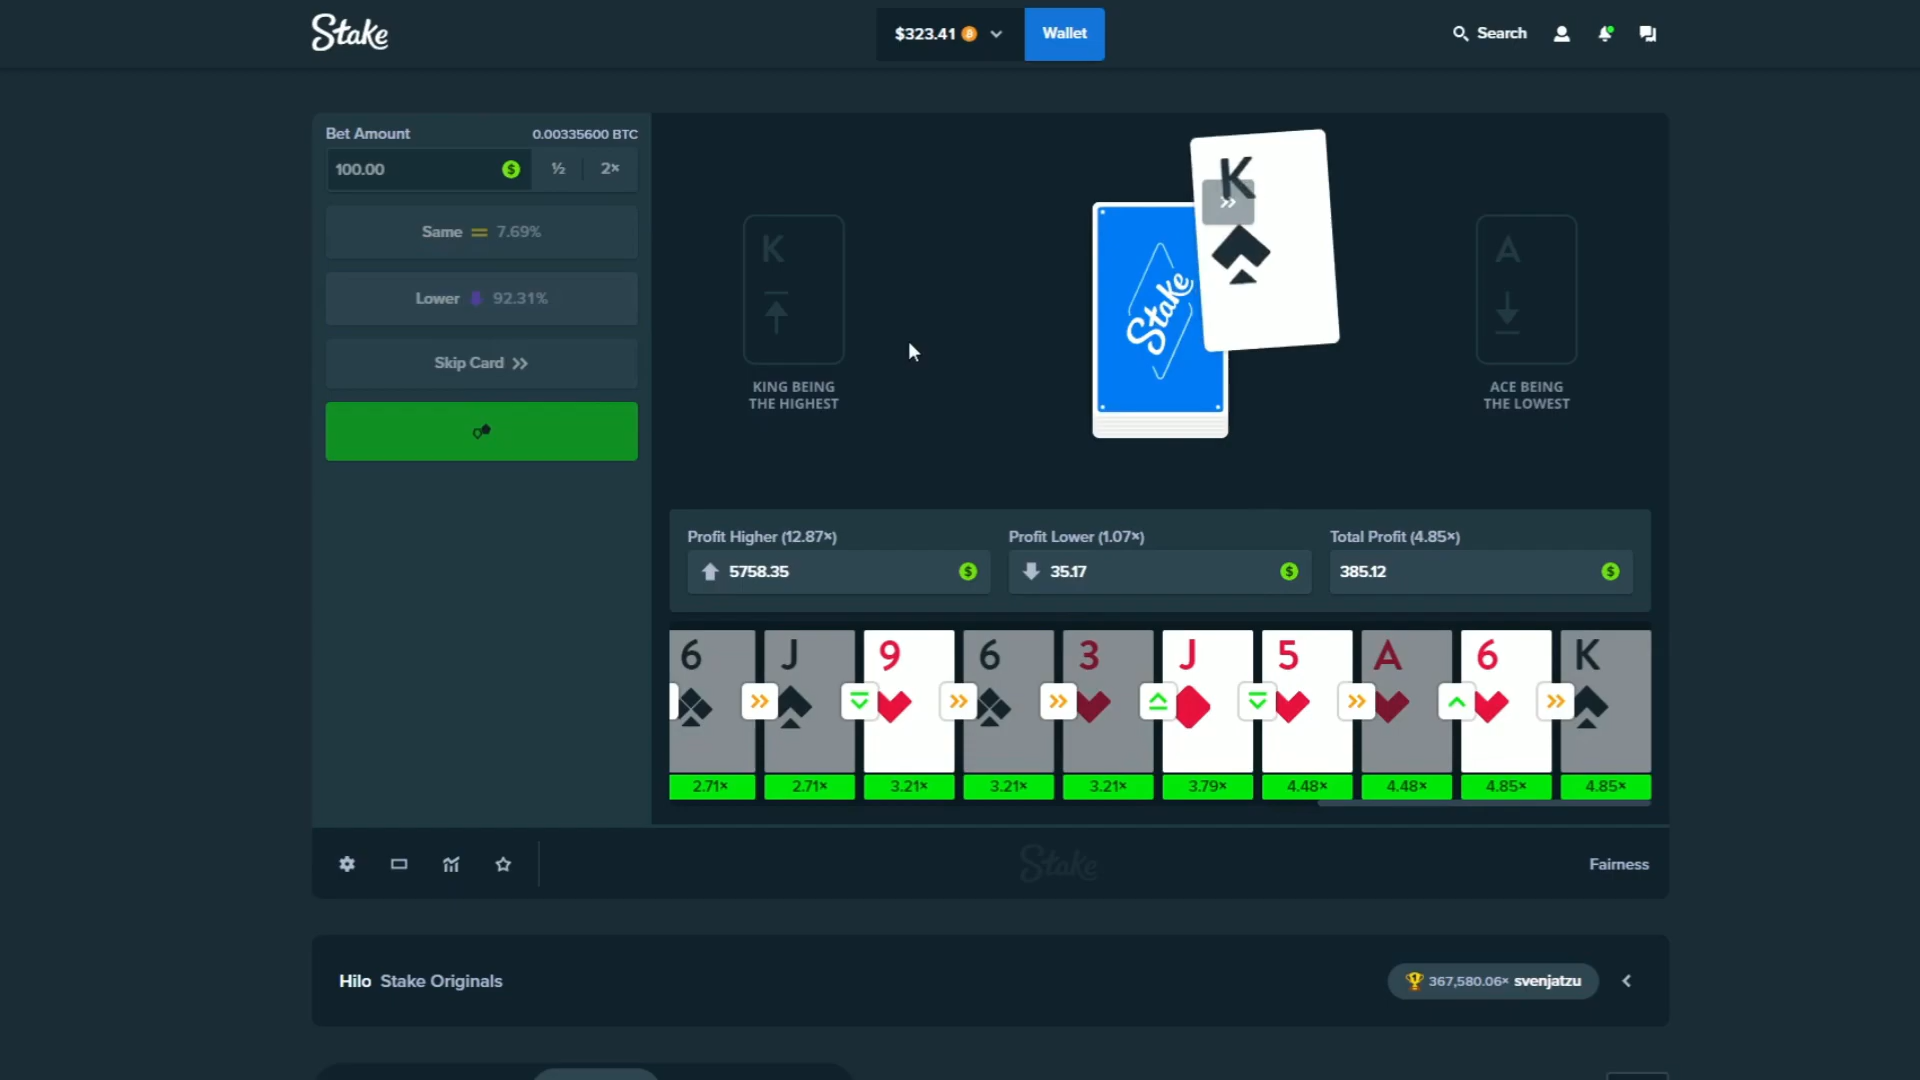 Stake
$323.41
Wallet
Search
Bet Amount
0.00335600 BTC
100.00
½
2×
Same 7.69%
Lower 92.31%
Skip Card
K
KING BEING
THE HIGHEST
Stake
K
A
ACE BEING
THE LOWEST
Profit Higher (12.87×)
5758.35
Profit Lower (1.07×)
35.17
Total Profit (4.85×)
385.12
6 J 9 6 3 J 5 A 6 K
2.71× 2.71× 3.21× 3.21× 3.21× 3.79× 4.48× 4.48× 4.85× 4.85×
Stake
Fairness
Hilo Stake Originals
367,580.06× svenjatzu